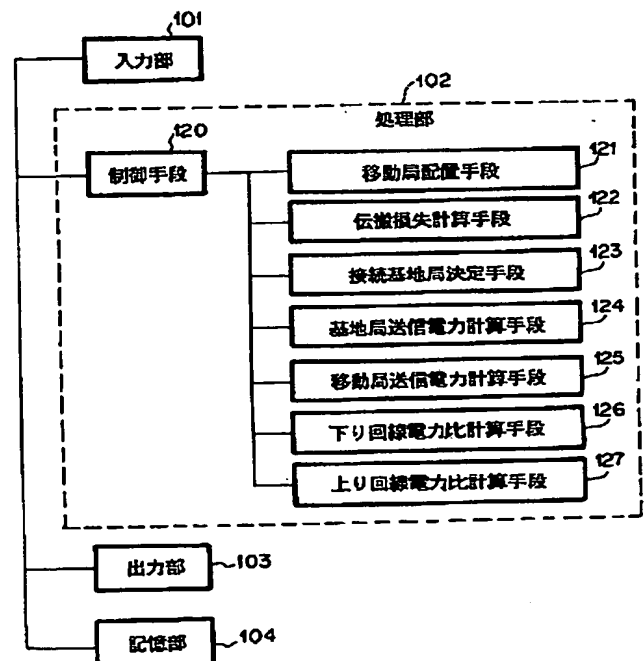 101
入力部
102
処理部
120
制御手段
121
移動局配置手段
122
伝搬損失計算手段
123
接続基地局決定手段
124
基地局送信電力計算手段
125
移動局送信電力計算手段
126
下り回線電力比計算手段
127
上り回線電力比計算手段
出力部
103
記憶部
104